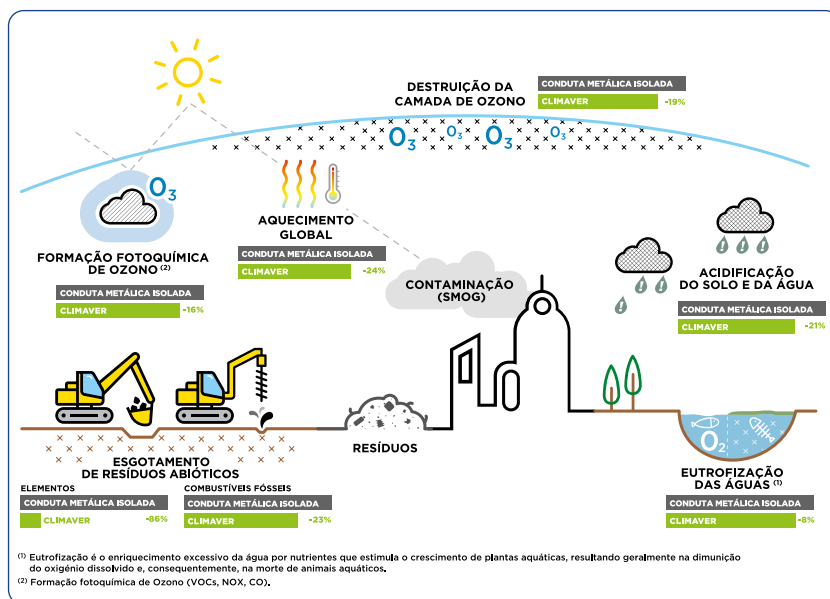 DESTRUIÇÃO DA
CAMADA DE OZONO
CONDUTA METÁLICA ISOLADA
CLIMAVER
-19%
O3
O3
O3
O3
O3
FORMAÇÃO FOTOQUÍMICA
DE OZONO (2)
CONDUTA METÁLICA ISOLADA
CLIMAVER
-16%
AQUECIMENTO
GLOBAL
CONDUTA METÁLICA ISOLADA
CLIMAVER
-24%
CONTAMINAÇÃO
(SMOG)
ACIDIFICAÇÃO
DO SOLO E DA ÁGUA
CONDUTA METÁLICA ISOLADA
CLIMAVER
-21%
ESGOTAMENTO
DE RESÍDUOS ABIÓTICOS
ELEMENTOS
CONDUTA METÁLICA ISOLADA
CLIMAVER
-86%
COMBUSTÍVEIS FÓSSEIS
CONDUTA METÁLICA ISOLADA
CLIMAVER
-23%
RESÍDUOS
O2
EUTROFIZAÇÃO
DAS ÁGUAS (1)
CONDUTA METÁLICA ISOLADA
CLIMAVER
-8%
(1) Eutrofização é o enriquecimento excessivo da água por nutrientes que estimula o crescimento de plantas aquáticas, resultando geralmente na dimunição
do oxigénio dissolvido e, consequentemente, na morte de animais aquáticos.
(2) Formação fotoquímica de Ozono (VOCs, NOX, CO).